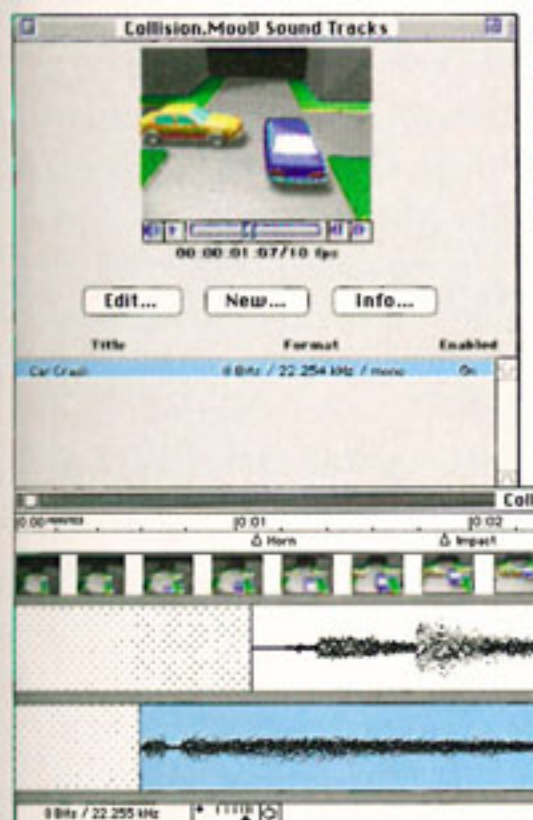 Collision.MooV Sound Tracks
00:00:01:07/10 fps
Edit... New... Info...
Title Format Enabled
Car Crash 8 Bits / 22.254 kHz / mono On
Coll
0:00 minutes 0:01 0:02
Horn Impact
8 Bits / 22.255 kHz